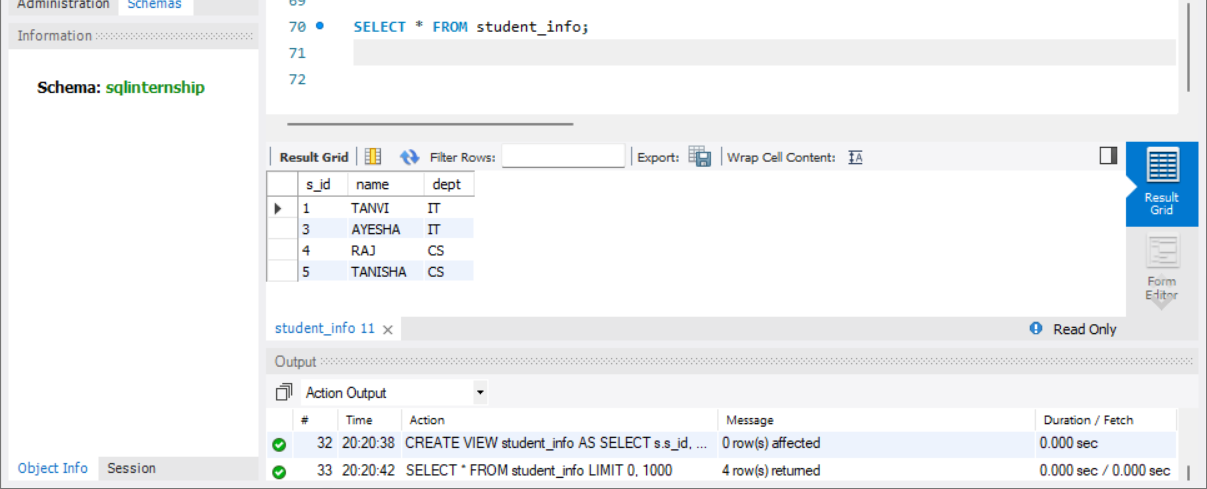 Administration Schemas
Information
Schema: sqlinternship
69
70 SELECT * FROM student_info;
71
72
Result Grid Filter Rows: Export: Wrap Cell Content:
s_id name dept
1 TANVI IT
3 AYESHA IT
4 RAJ CS
5 TANISHA CS
Result
Grid
Form
Editor
student_info 11 Read Only
Output
Action Output
# Time Action Message Duration / Fetch
32 20:20:38 CREATE VIEW student_info AS SELECT s.s_id, ... 0 row(s) affected 0.000 sec
33 20:20:42 SELECT * FROM student_info LIMIT 0, 1000 4 row(s) returned 0.000 sec / 0.000 sec
Object Info Session